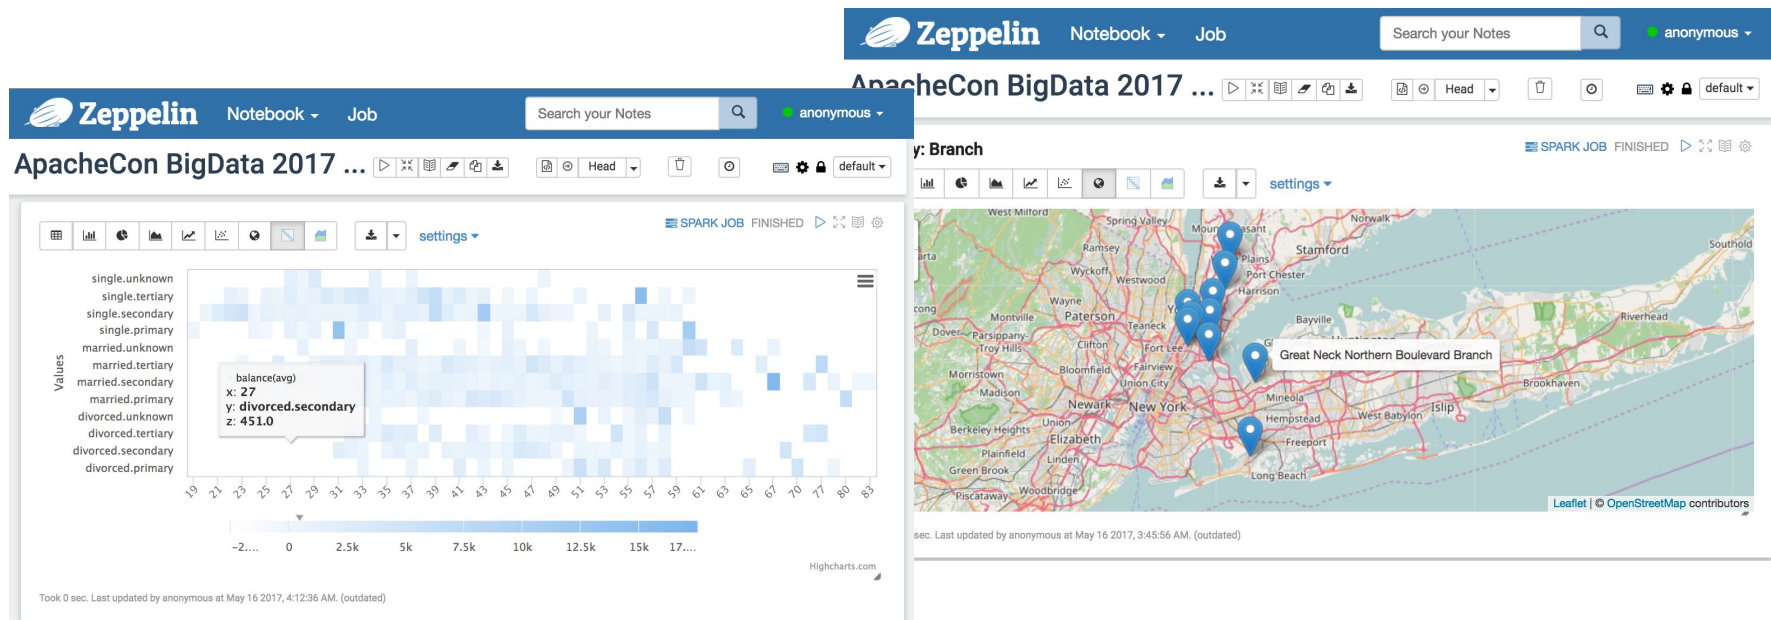 Zeppelin Notebook Job Search your Notes anonymous
ApacheCon BigData 2017 ... Head default
SPARK JOB FINISHED
settings
single.unknown
single.tertiary
single.secondary
single.primary
married.unknown
married.tertiary
married.secondary
married.primary
divorced.unknown
divorced.tertiary
divorced.secondary
divorced.primary
Values
balance(avg)
x: 27
y: divorced.secondary
z: 451.0
19 21 23 25 27 29 31 33 35 37 39 41 43 45 47 49 51 53 55 57 59 61 63 65 67 70 77 80 83
-2.... 0 2.5k 5k 7.5k 10k 12.5k 15k 17....
Highcharts.com
Took 0 sec. Last updated by anonymous at May 16 2017, 4:12:36 AM. (outdated)
Zeppelin Notebook Job Search your Notes anonymous
ApacheCon BigData 2017 ... Head default
y: Branch
SPARK JOB FINISHED
settings
West Milford
Spring Valley
Norwalk
Ramsey
Stamford
Southold
Plains
Wyckoff
Port Chester
Westwood
Harrison
Wayne
Montville
Paterson
Teaneck
Bayville
Riverhead
Dover
Parsippany-
Troy Hills
Clifton
Fort Lee
Great Neck Northern Boulevard Branch
Morristown
Bloomfield
Fairview
Union City
Brookhaven
Madison
Newark
New York
Mineola
Islip
Hempstead
West Babylon
Berkeley Heights
Union
Elizabeth
Freeport
Plainfield
Linden
Green Brook
Long Beach
Piscataway
Woodbridge
Leaflet | © OpenStreetMap contributors
sec. Last updated by anonymous at May 16 2017, 3:45:56 AM. (outdated)